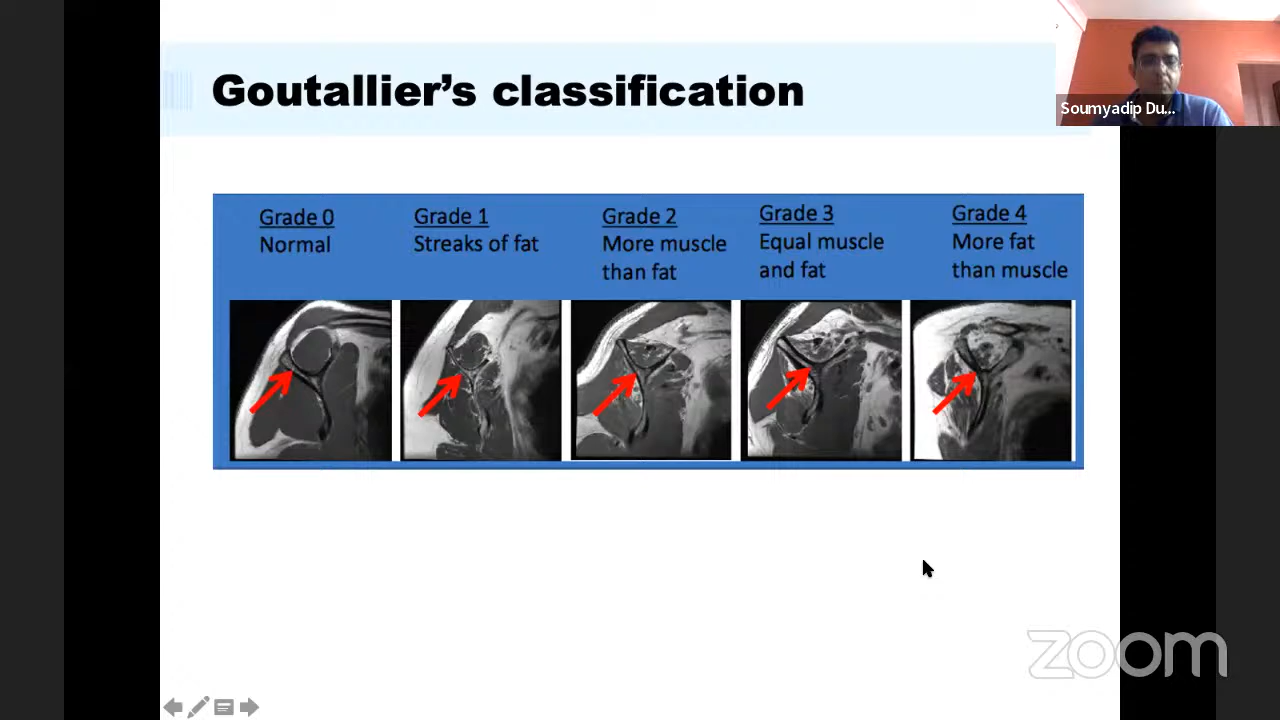 Goutallier's classification
Soumyadip Du...
Grade 0
Normal
Grade 1
Streaks of fat
Grade 2
More muscle
than fat
Grade 3
Equal muscle
and fat
Grade 4
More fat
than muscle
zoom